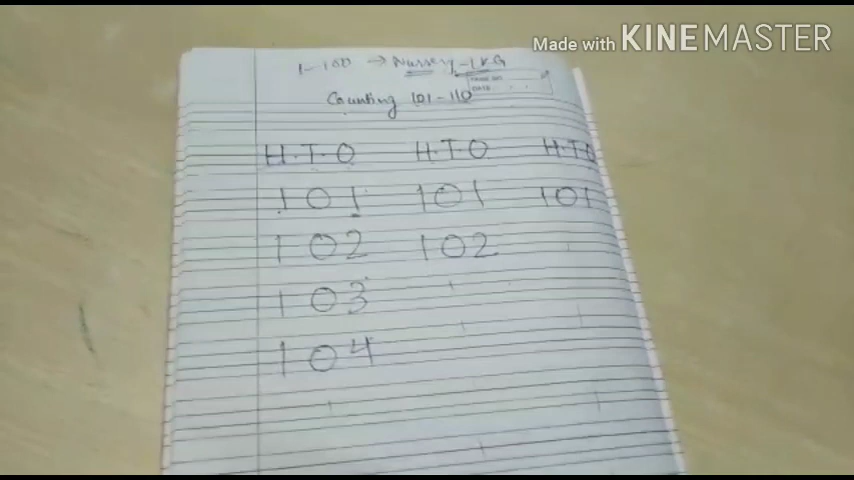 Made with KINEMASTER
1-100 → Nursery-LKG
Counting 101-110
H.T.O H.T.O H.T.O
101 101 101
102 102
103
104